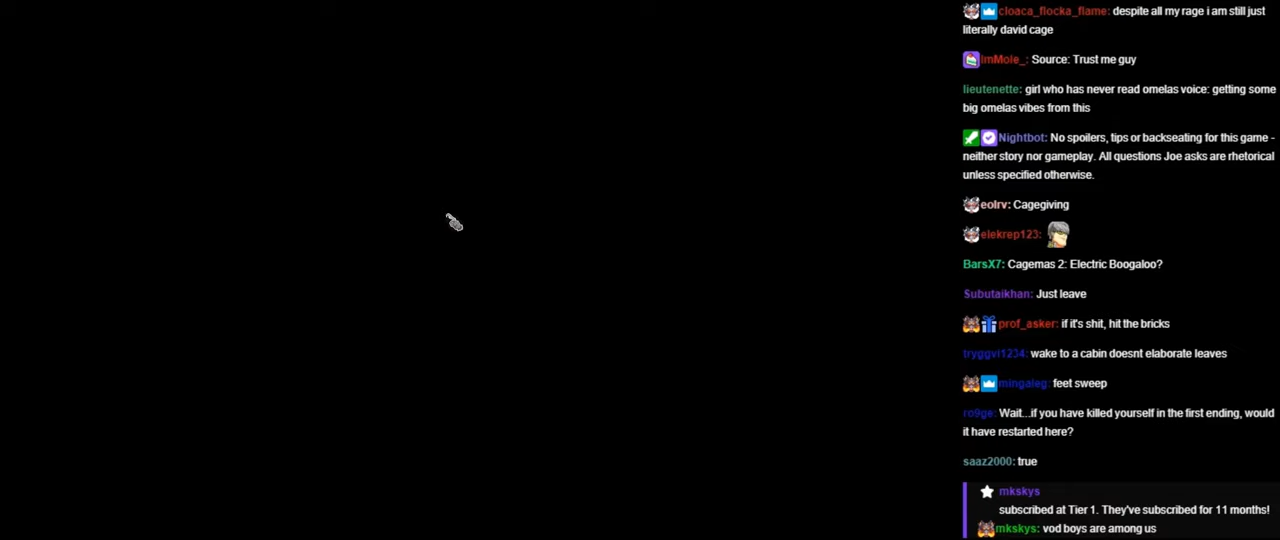 cloaca_flocka_flame: despite all my rage i am still just
literally david cage
ImMole_: Source: Trust me guy
lieutenette: girl who has never read omelas voice: getting some
big omelas vibes from this
Nightbot: No spoilers, tips or backseating for this game -
neither story nor gameplay. All questions Joe asks are rhetorical
unless specified otherwise.
eolrv: Cagegiving
elekrep123:
BarsX7: Cagemas 2: Electric Boogaloo?
Subutaikhan: Just leave
prof_asker: if it's shit, hit the bricks
tryggvi1234: wake to a cabin doesnt elaborate leaves
mingaleg: feet sweep
ro9ge: Wait...if you have killed yourself in the first ending, would
it have restarted here?
saaz2000: true
mkskys
subscribed at Tier 1. They've subscribed for 11 months!
mkskys: vod boys are among us